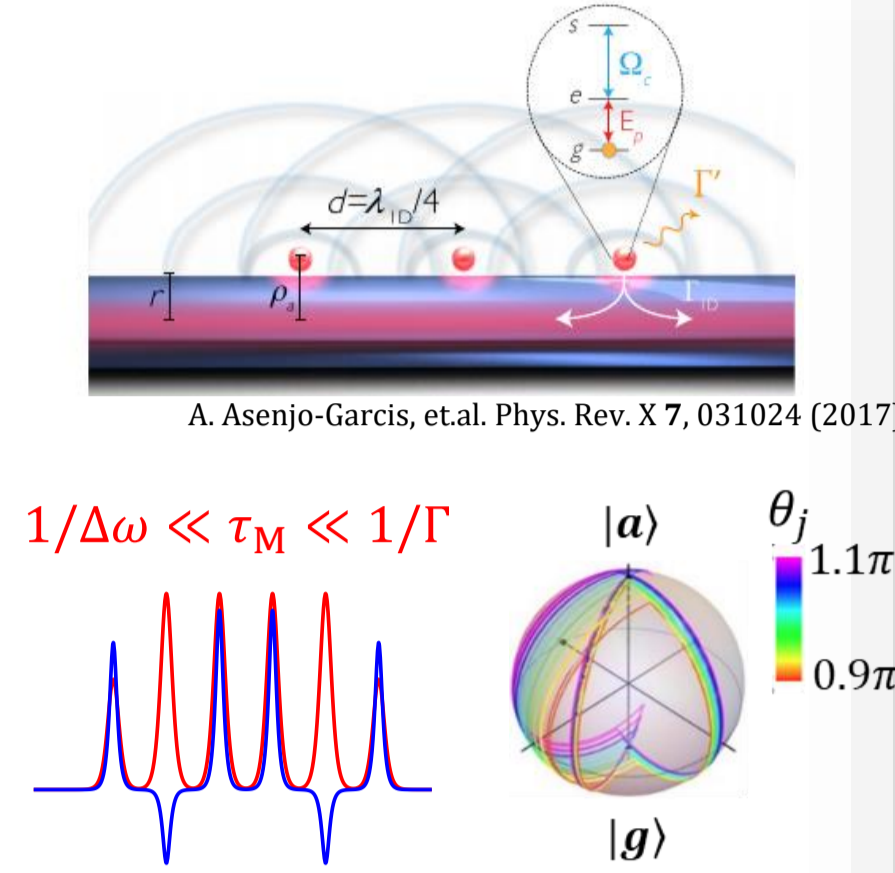 s
Ω_c
e
E_p
g
Γ′
d=λ_1D/4
r
ρ_a
Γ_1D
A. Asenjo-Garcis, et.al. Phys. Rev. X 7, 031024 (2017)
1/Δω ≪ τ_M ≪ 1/Γ
|a⟩
θ_j
1.1π
0.9π
|g⟩